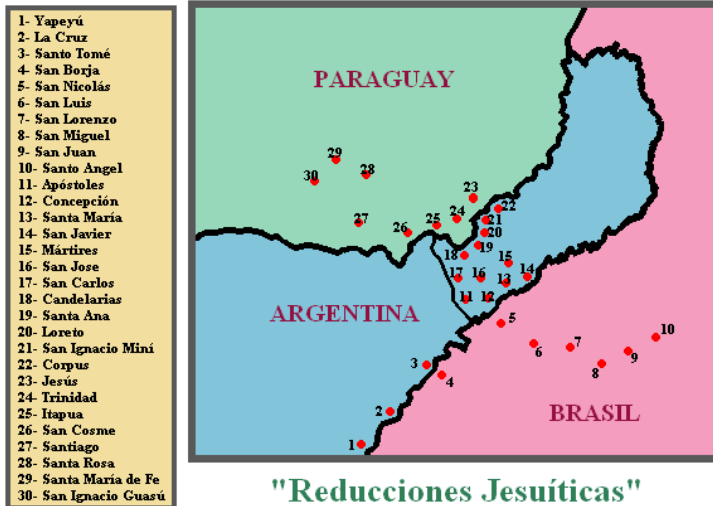 1- Yapeyú
2- La Cruz
3- Santo Tomé
4- San Borja
5- San Nicolás
6- San Luis
7- San Lorenzo
8- San Miguel
9- San Juan
10- Santo Angel
11- Apóstoles
12- Concepción
13- Santa María
14- San Javier
15- Mártires
16- San Jose
17- San Carlos
18- Candelarias
19- Santa Ana
20- Loreto
21- San Ignacio Miní
22- Corpus
23- Jesús
24- Trinidad
25- Itapua
26- San Cosme
27- Santiago
28- Santa Rosa
29- Santa María de Fe
30- San Ignacio Guasú
PARAGUAY
29
30
28
23
22
27
26
25
24
21
20
19
18
15
17
16
13
14
11
12
ARGENTINA
5
10
6
7
9
3
4
8
BRASIL
2
1
"Reducciones Jesuíticas"